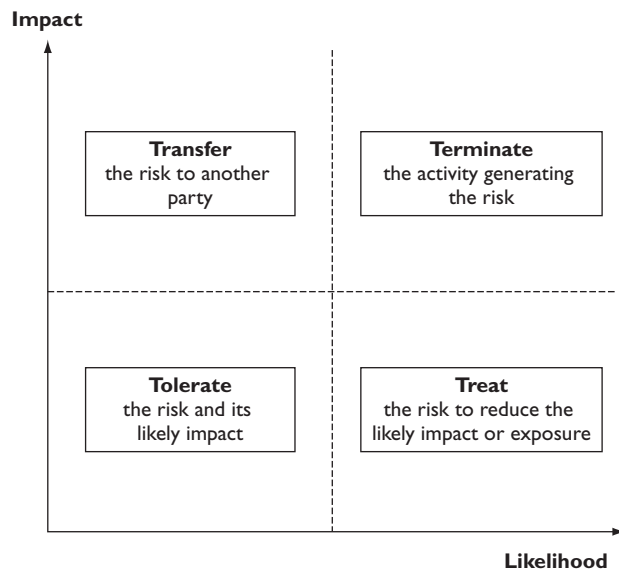 Impact
Transfer
the risk to another
party
Terminate
the activity generating
the risk
Tolerate
the risk and its
likely impact
Treat
the risk to reduce the
likely impact or exposure
Likelihood